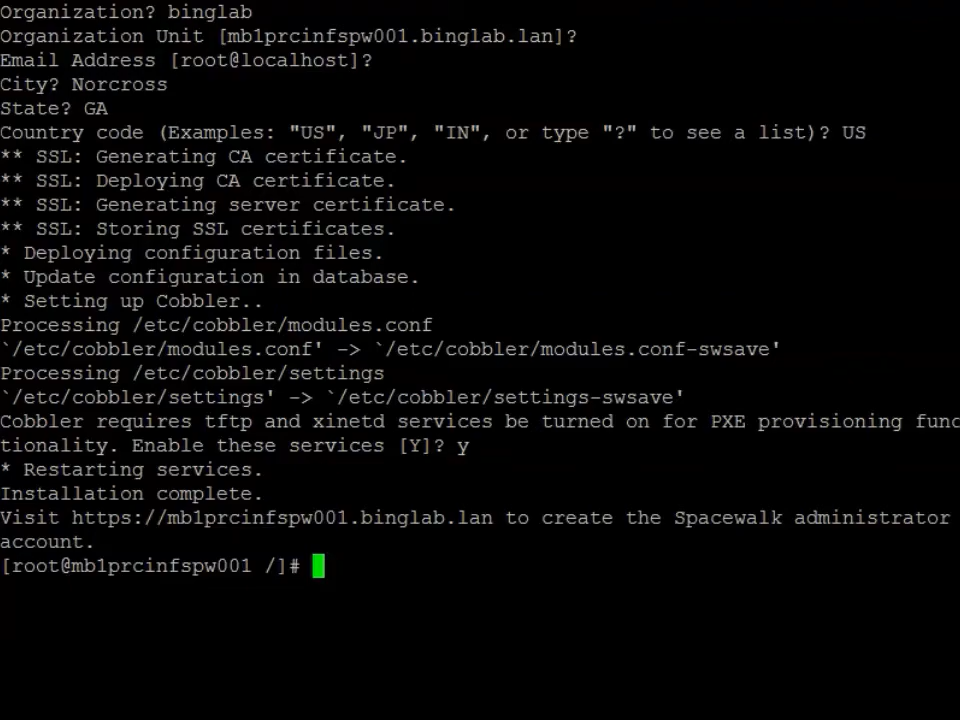 Organization? binglab
Organization Unit [mb1prcinfspw001.binglab.lan]?
Email Address [root@localhost]?
City? Norcross
State? GA
Country code (Examples: "US", "JP", "IN", or type "?" to see a list)? US
** SSL: Generating CA certificate.
** SSL: Deploying CA certificate.
** SSL: Generating server certificate.
** SSL: Storing SSL certificates.
* Deploying configuration files.
* Update configuration in database.
* Setting up Cobbler..
Processing /etc/cobbler/modules.conf
`/etc/cobbler/modules.conf' -> `/etc/cobbler/modules.conf-swsave'
Processing /etc/cobbler/settings
`/etc/cobbler/settings' -> `/etc/cobbler/settings-swsave'
Cobbler requires tftp and xinetd services be turned on for PXE provisioning func
tionality. Enable these services [Y]? y
* Restarting services.
Installation complete.
Visit https://mb1prcinfspw001.binglab.lan to create the Spacewalk administrator
account.
[root@mb1prcinfspw001 /]#